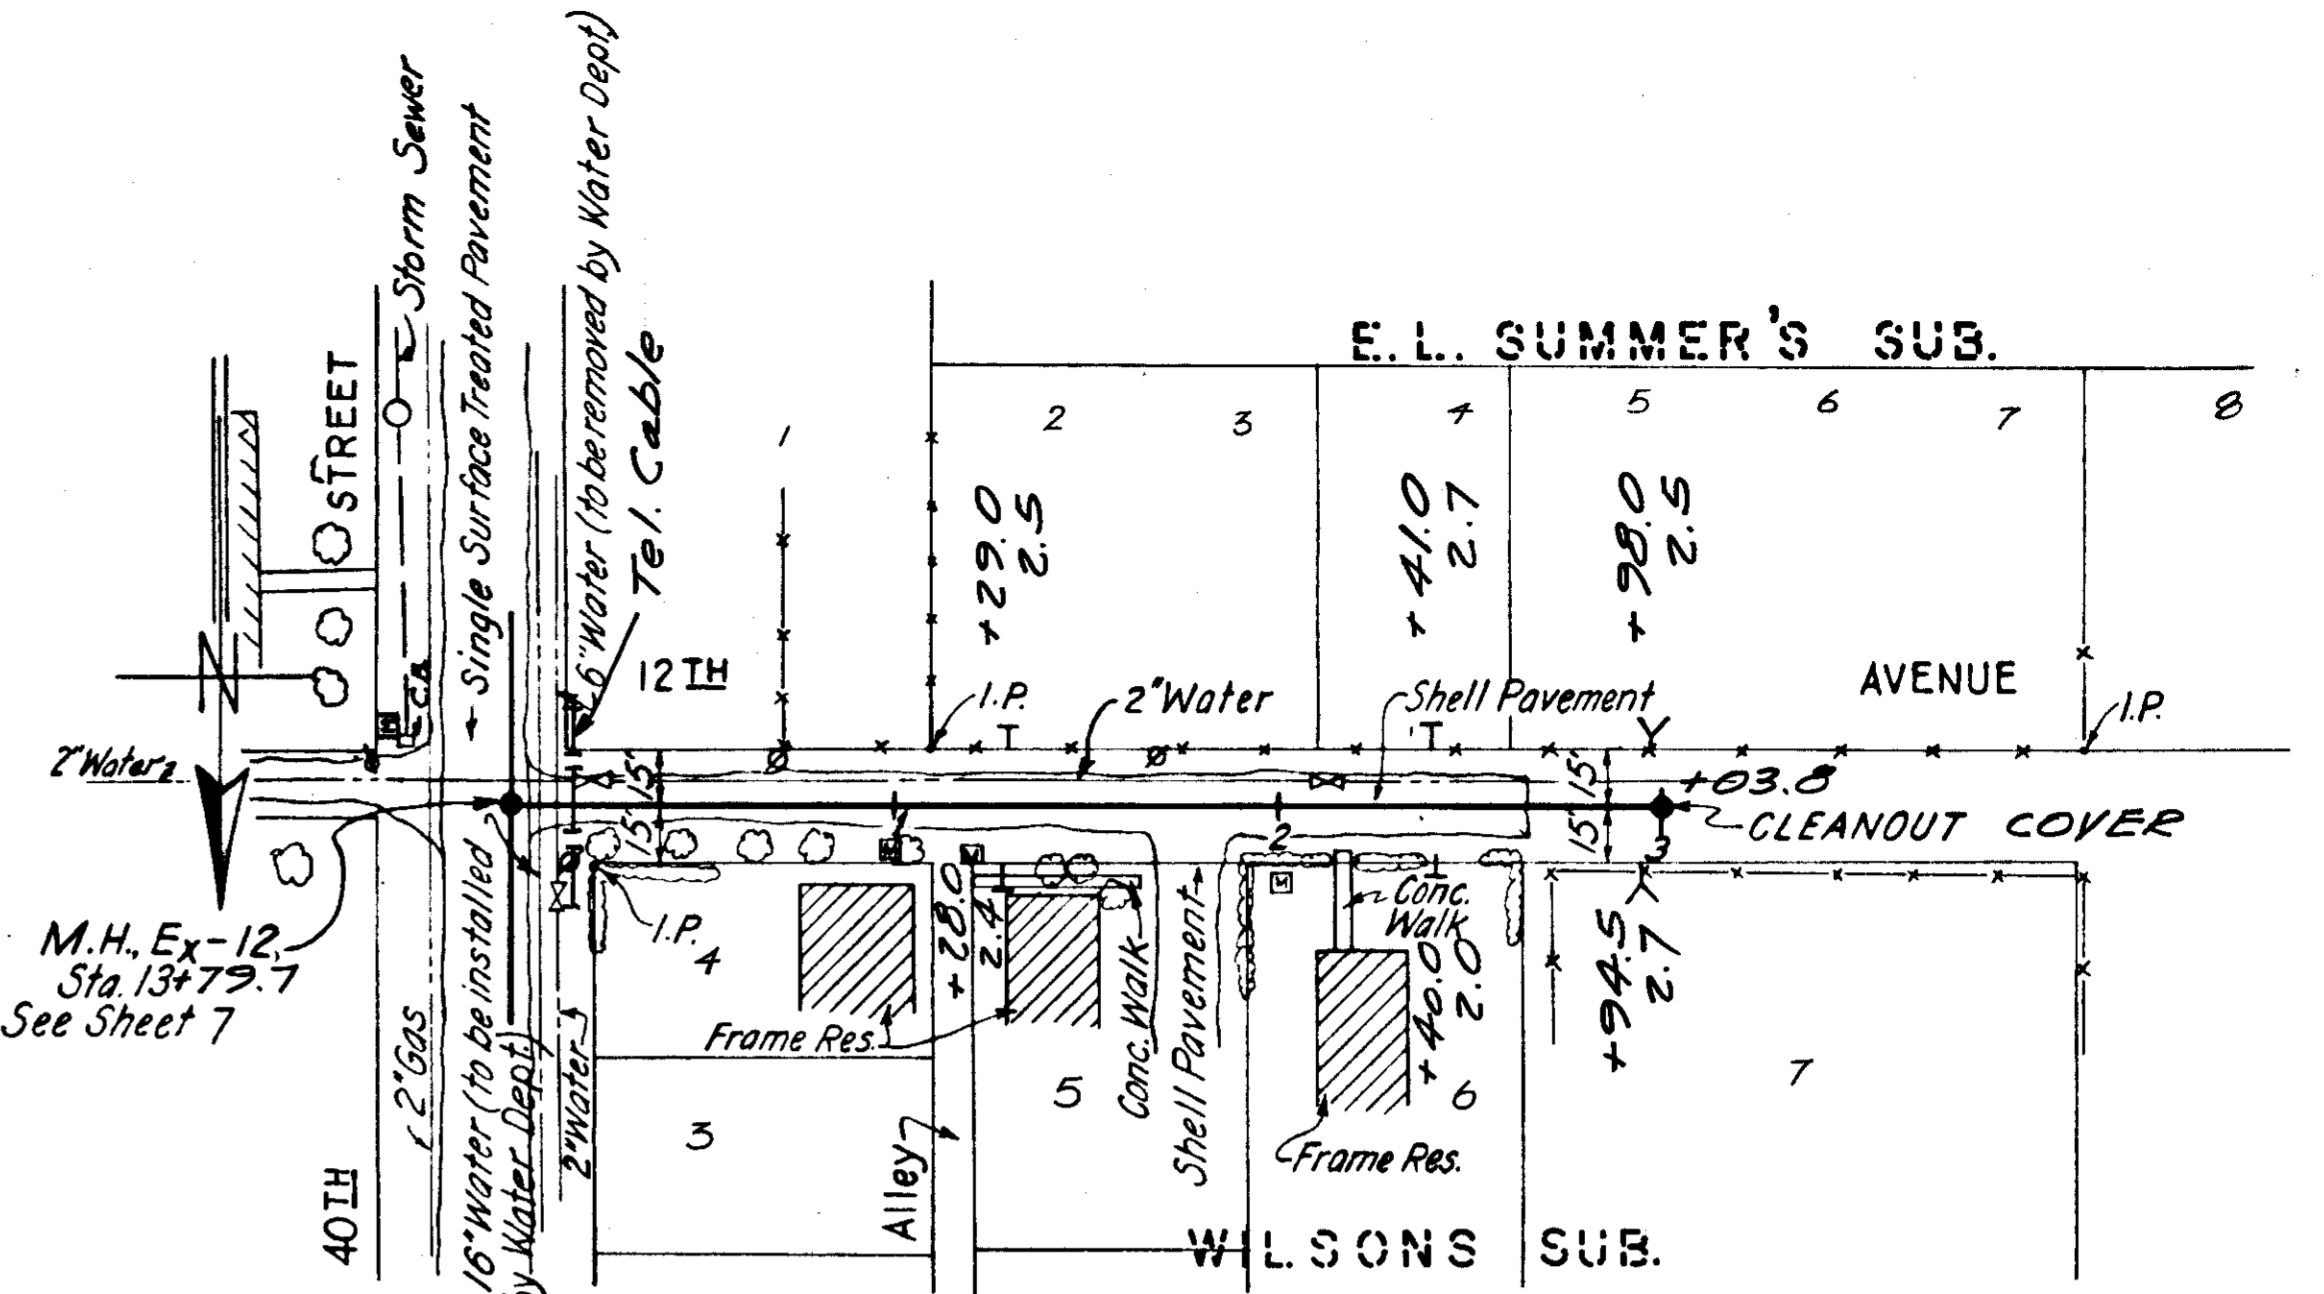 Storm Sewer
Single Surface Treated Pavement
6" Water (to be removed by Water Dept)
Tel. Cable
STREET
E.L. SUMMER'S SUB.
1
2
3
4
5
6
7
8
+29.0
2.5
+41.0
2.7
+98.0
2.5
N
C.B.
M
12TH
I.P.
T
2" Water
T
Shell Pavement
Y
AVENUE
I.P.
2" Water
15'
15'
15'
15'
+03.8
CLEANOUT COVER
2
3
M
M
M
T
Y
M.H., Ex-12,
Sta. 13+79.7
See Sheet 7
I.P.
4
+28.0
2.4
Conc. Walk
Shell Pavement
Conc.
Walk
+40.0
2.0
+94.5
2.7
Frame Res.
2" Gas
16" Water (to be installed
by Water Dept.)
2" Water
3
Alley
5
6
7
Frame Res.
40TH
WILSONS SUB.